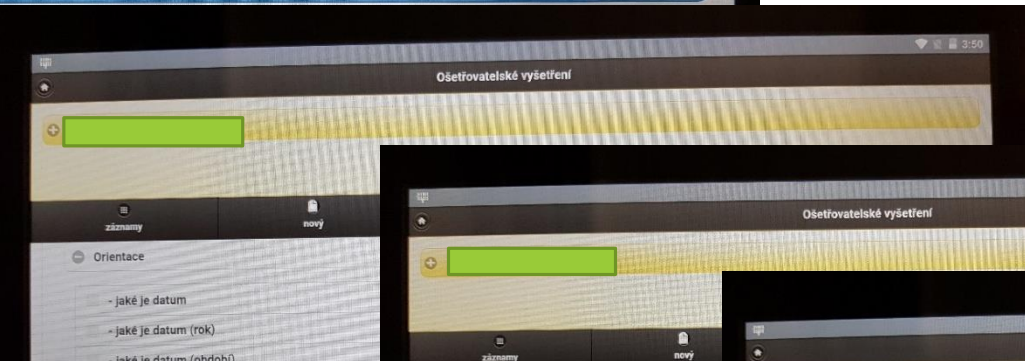 3:50
Ošetřovatelské vyšetření
záznamy
nový
Orientace
- jaké je datum
- jaké je datum (rok)
- jaké je datum (období)
Ošetřovatelské vyšetření
záznamy
nový